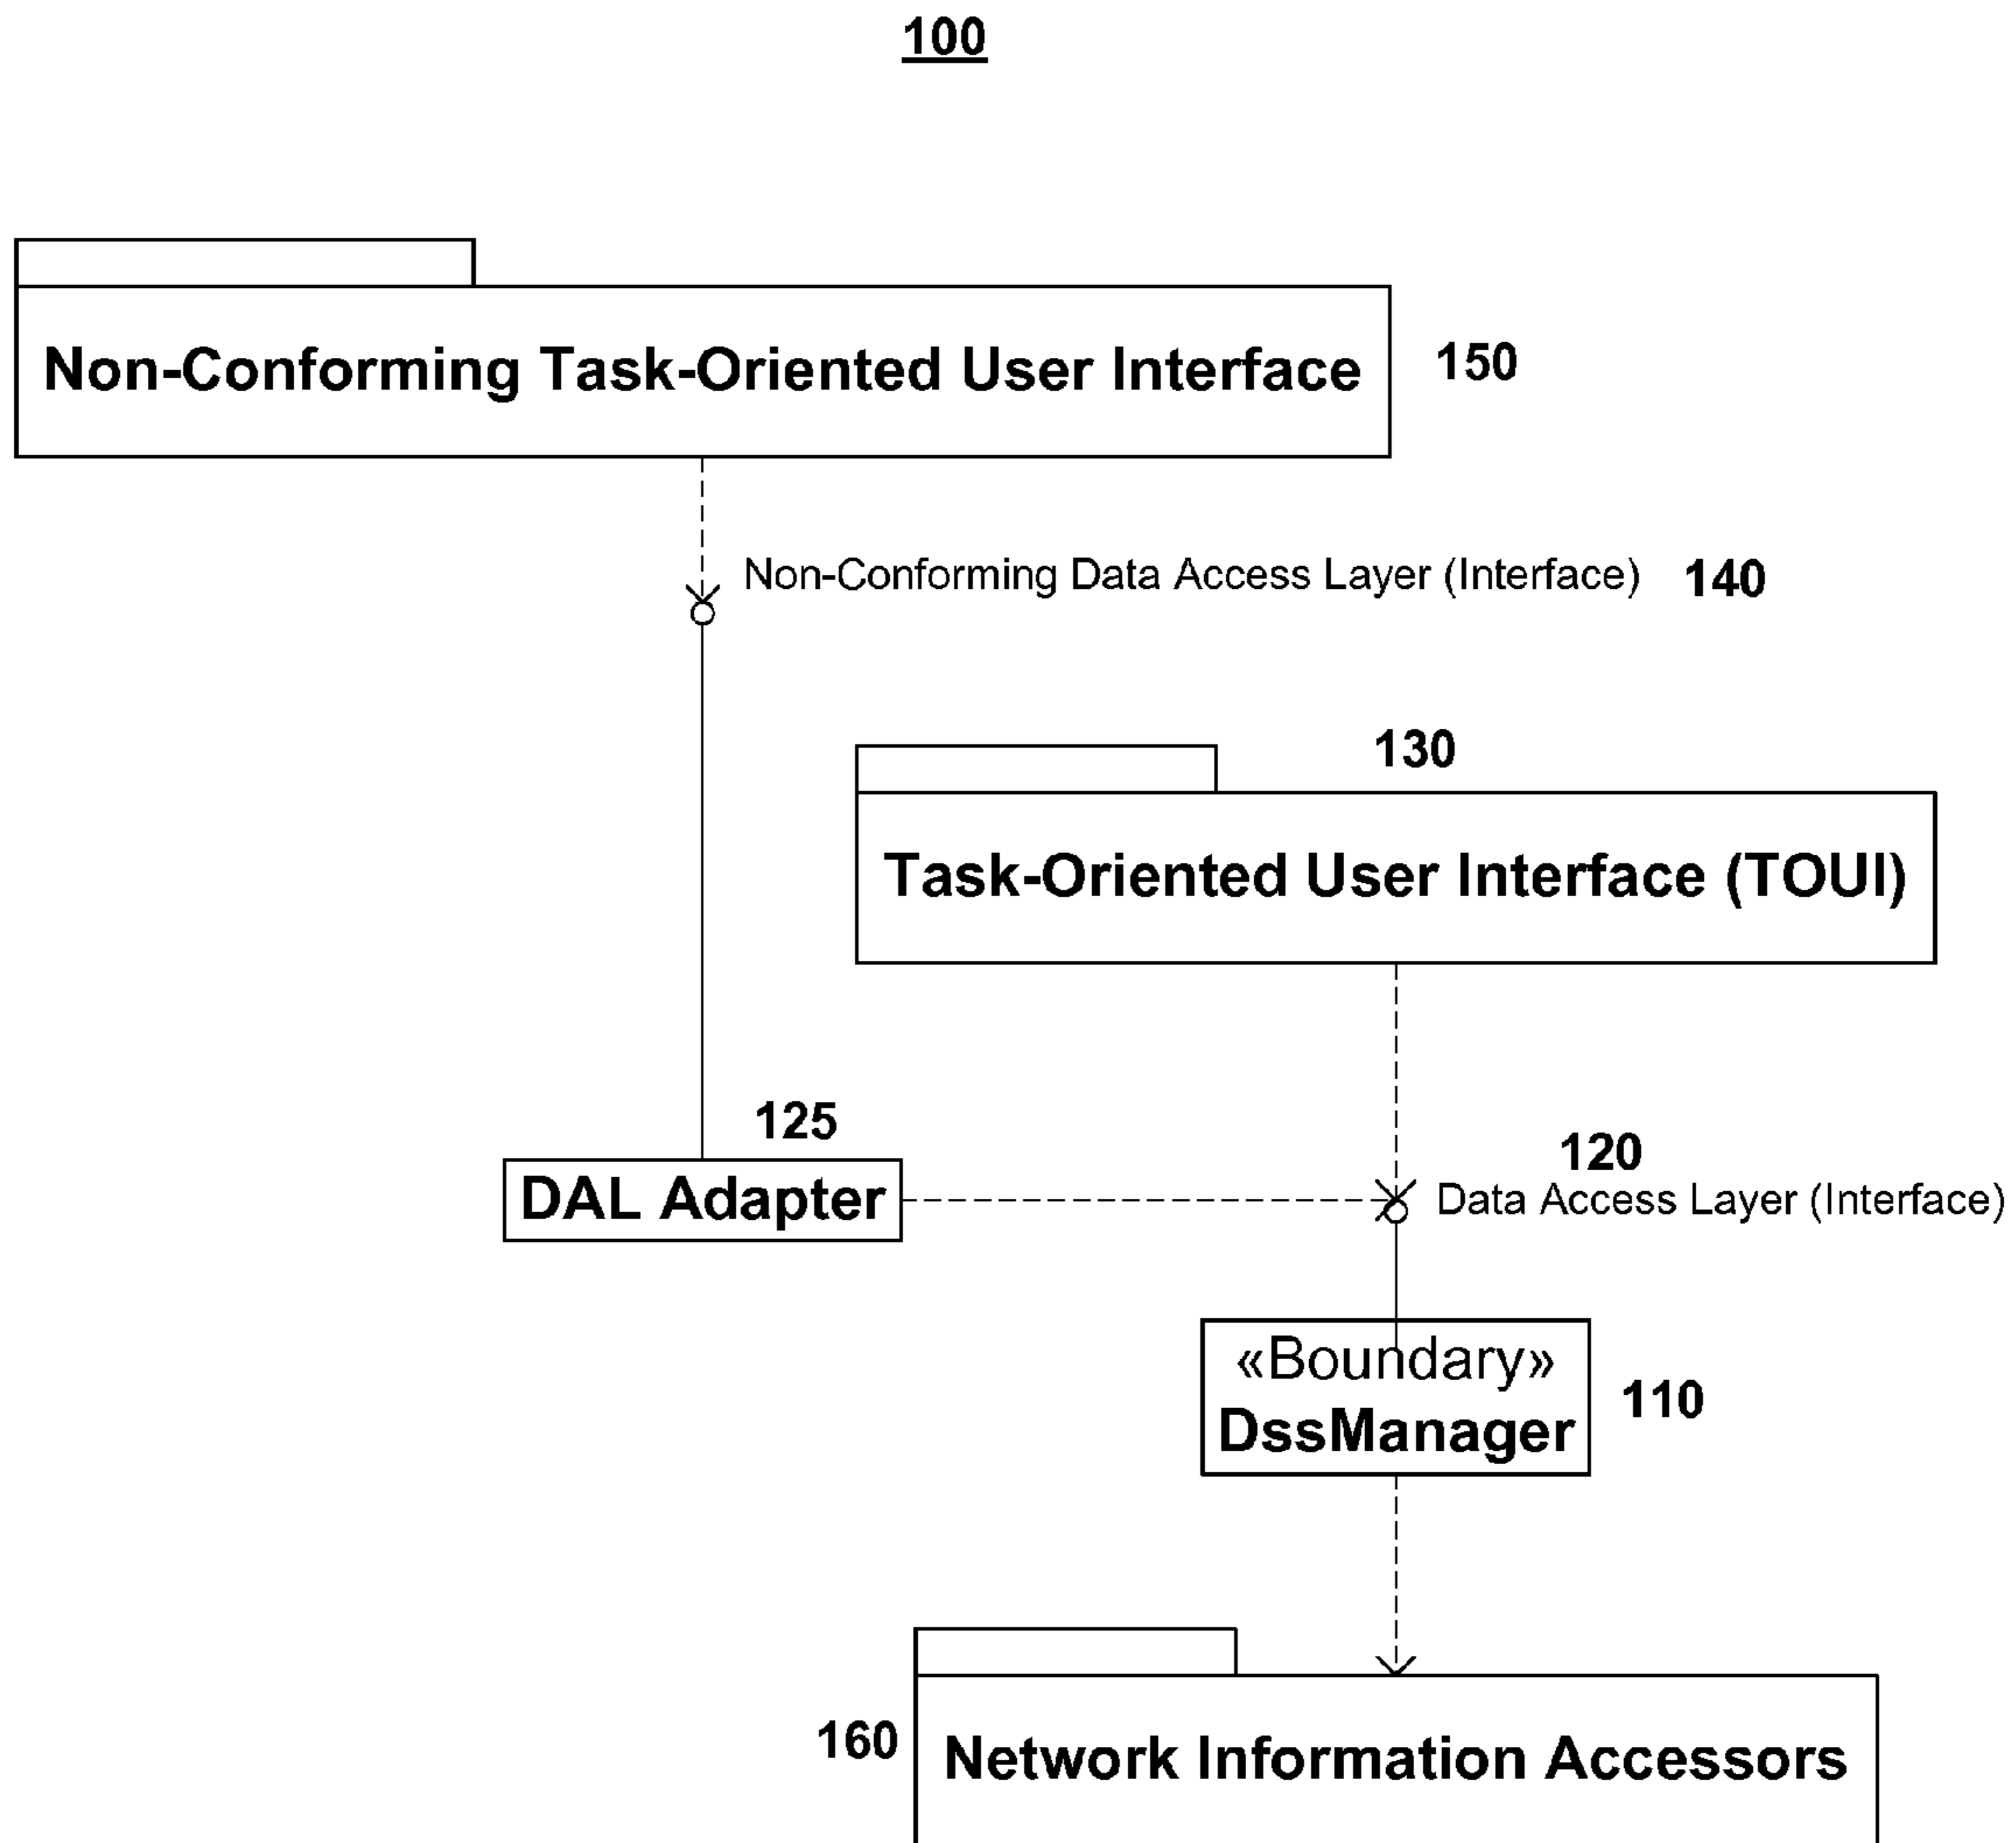 100
Non-Conforming Task-Oriented User Interface 150
Non-Conforming Data Access Layer (Interface) 140
130
Task-Oriented User Interface (TOUI)
125
DAL Adapter
120
Data Access Layer (Interface)
«Boundary»
DssManager
110
160
Network Information Accessors